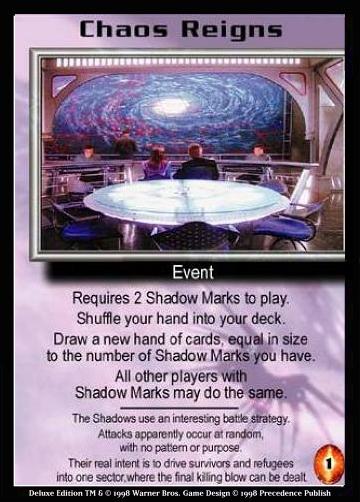 Chaos Reigns
Event
Requires 2 Shadow Marks to play.
Shuffle your hand into your deck.
Draw a new hand of cards, equal in size
to the number of Shadow Marks you have.
All other players with
Shadow Marks may do the same.
The Shadows use an interesting battle strategy.
Attacks apparently occur at random,
with no pattern or purpose.
Their real intent is to drive survivors and refugees
into one sector,where the final killing blow can be dealt.
1
Deluxe Edition TM & © 1998 Warner Bros. Game Design © 1998 Precedence Publish